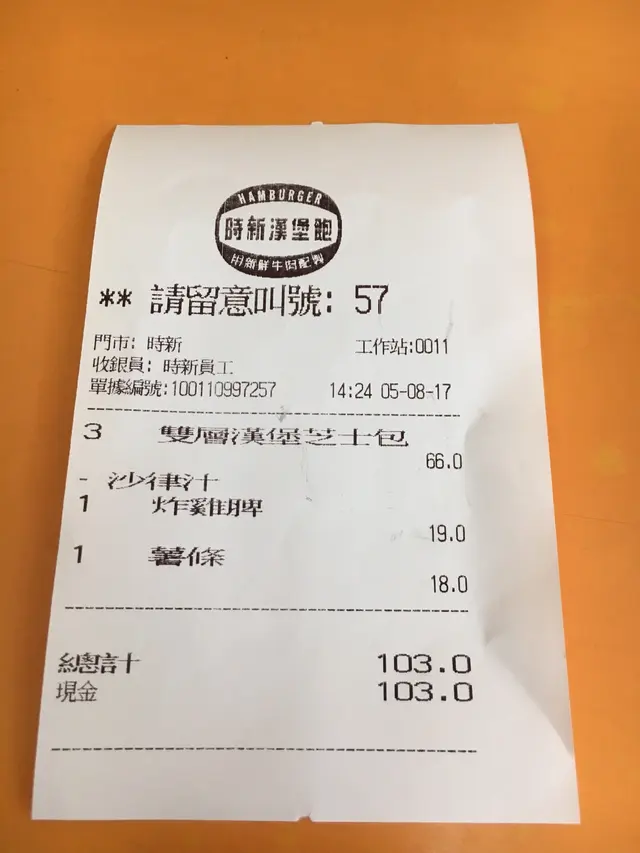 HAMBURGER
時新漢堡飽
用新鮮牛肉配製
** 請留意叫號: 57
門市: 時新 工作站:0011
收銀員: 時新員工
單據編號:100110997257 14:24 05-08-17
3 雙層漢堡芝士包
66.0
- 沙律汁
1 炸雞脾
19.0
1 薯條
18.0
總計 103.0
現金 103.0